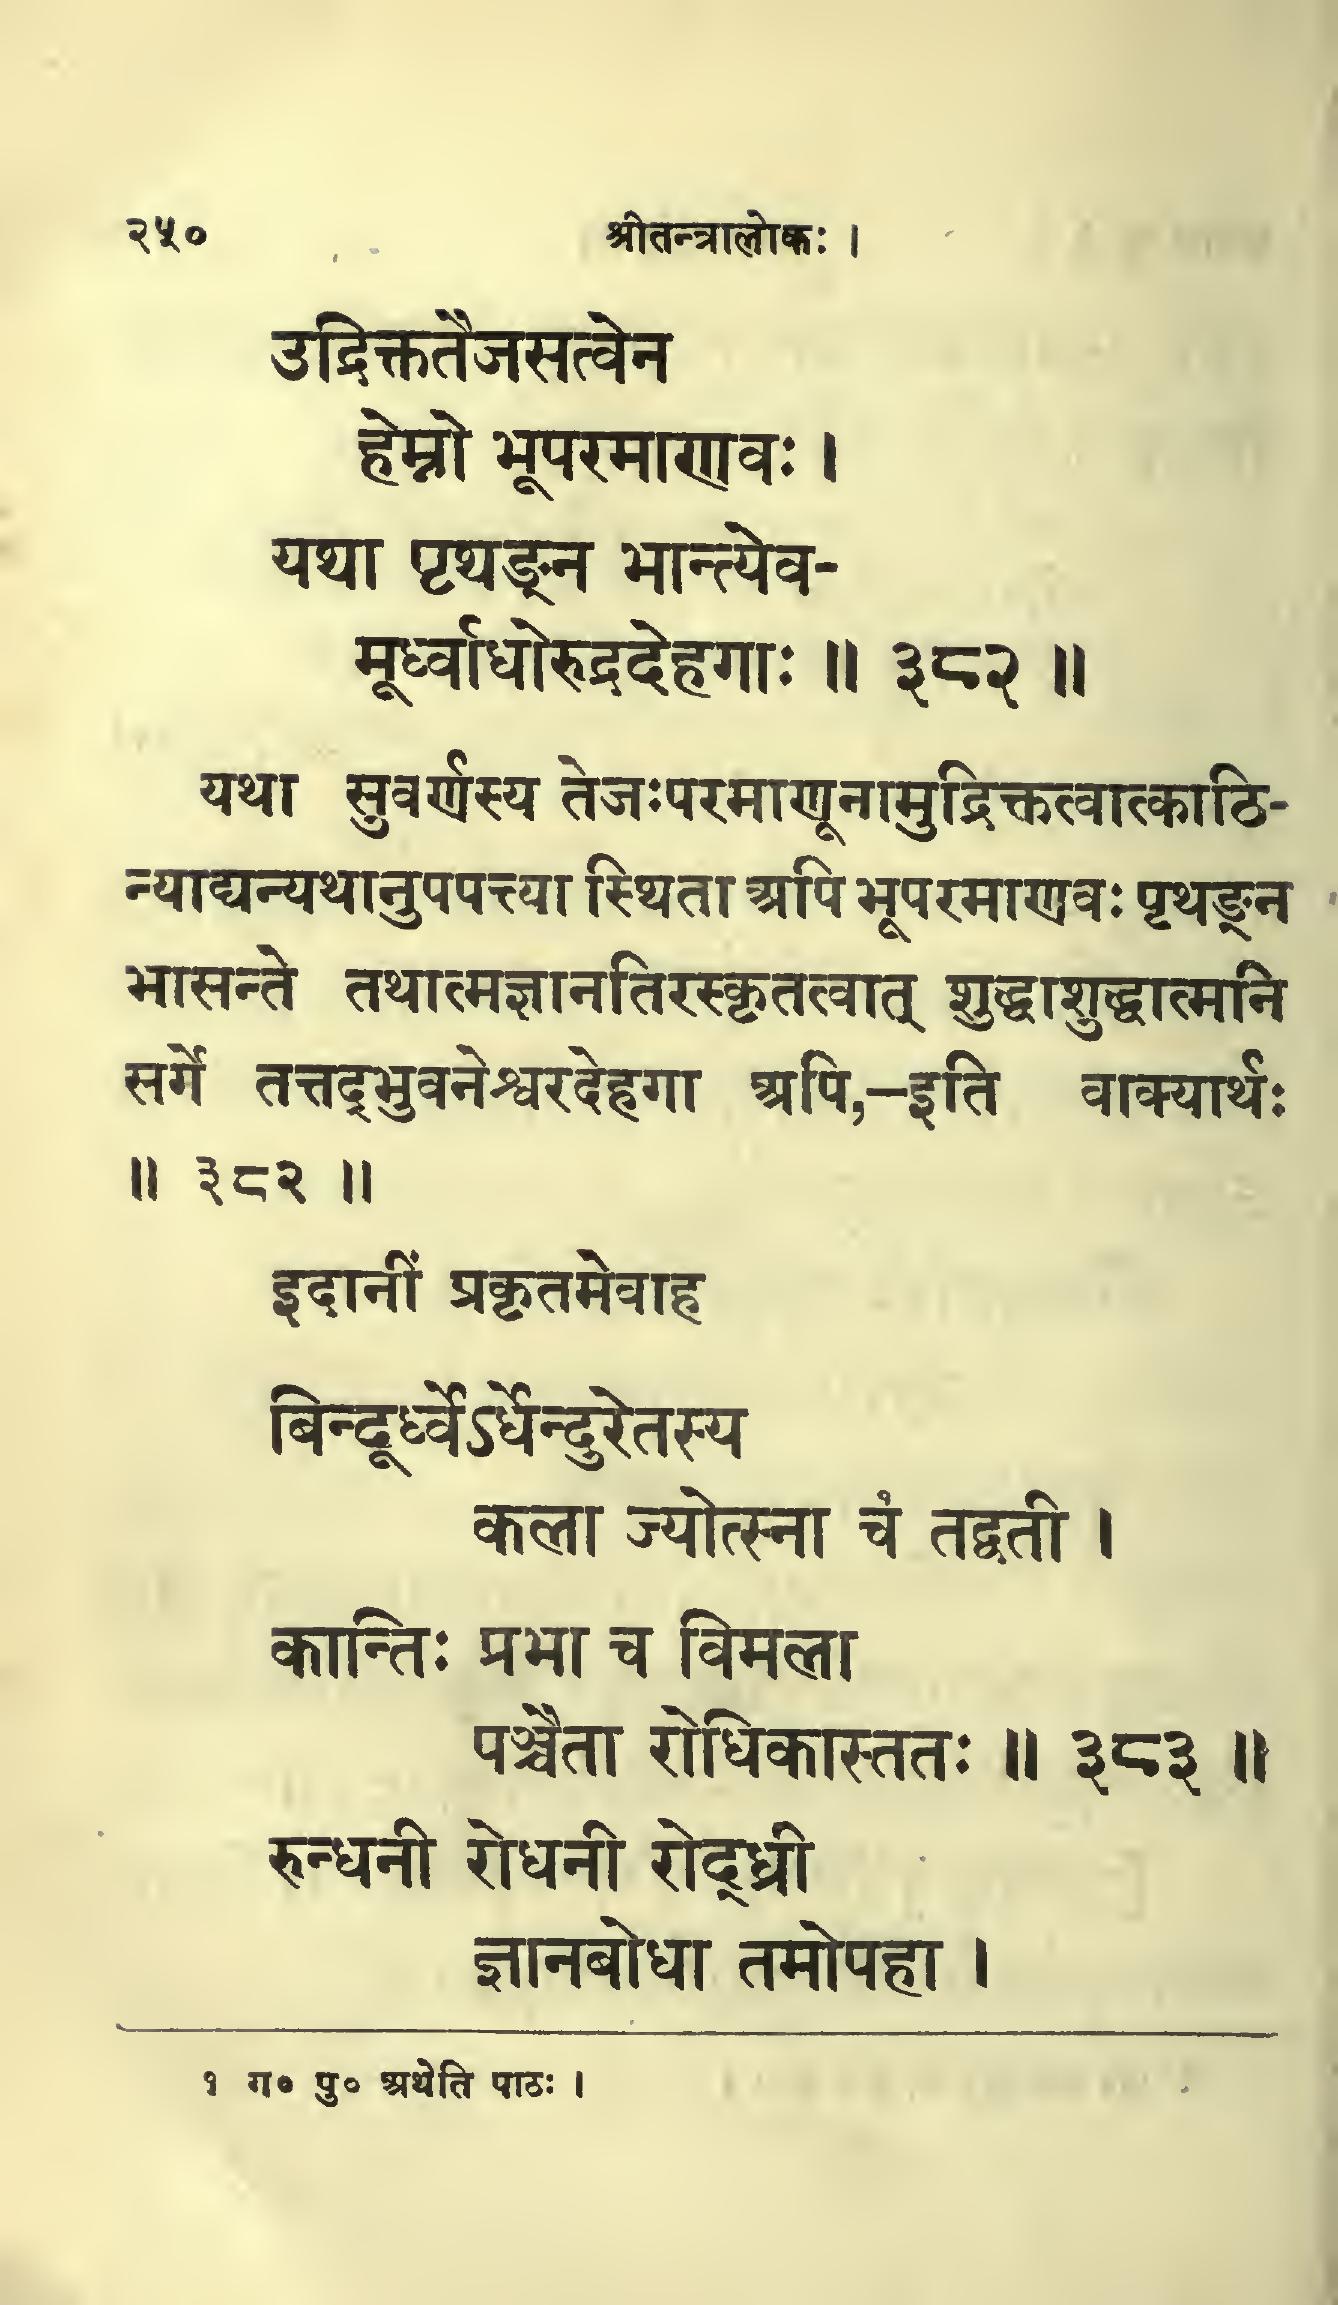 २५० श्रीतन्त्रालोकः ।
उद्रिक्ततैजसत्वेन
हेम्नो भूपरमाणवः ।
यथा पृथङ्न भान्त्येव-
मूर्ध्वाधोरुद्रदेहगाः ॥ ३८२ ॥
यथा सुवर्णस्य तेजःपरमाणूनामुद्रिक्तत्वात्काठि-
न्याद्यन्यथानुपपत्त्या स्थिता अपि भूपरमाणवः पृथङ्न
भासन्ते तथात्मज्ञानतिरस्कृतत्वात् शुद्धाशुद्धात्मनि
सर्गे तत्तद्भुवनेश्वरदेहगा अपि,—इति वाक्यार्थः
॥ ३८२ ॥
इदानीं प्रकृतमेवाह
बिन्दूर्ध्वेऽर्धेन्दुरेतस्य
कला ज्योत्स्ना च१ तद्वती ।
कान्तिः प्रभा च विमला
पञ्चैता रोधिकास्ततः ॥ ३८३ ॥
रुन्धनी रोधनी रोद्ध्री
ज्ञानबोधा तमोपहा ।
१ ग० पु० अथेति पाठः ।